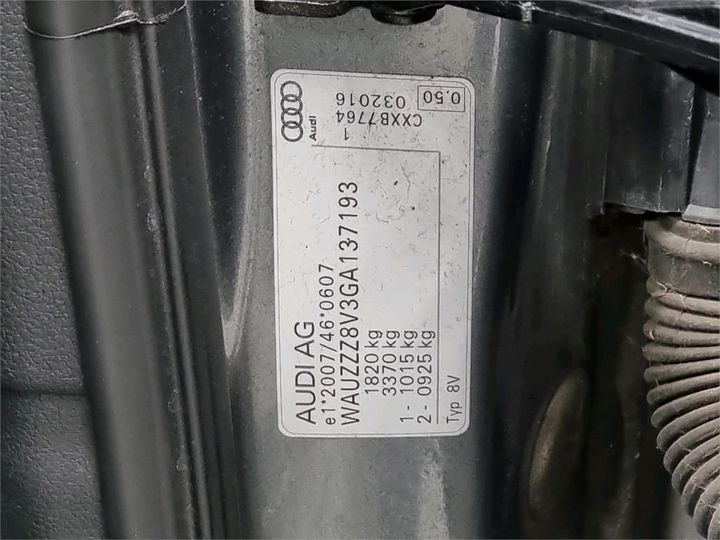 AUDI AG
e1*2007/46*0607
WAUZZZ8V3GA137193
1820 kg
3370 kg
1- 1015 kg
2- 0925 kg
Typ 8V
Audi
1
CXXB7764
032016
0,50